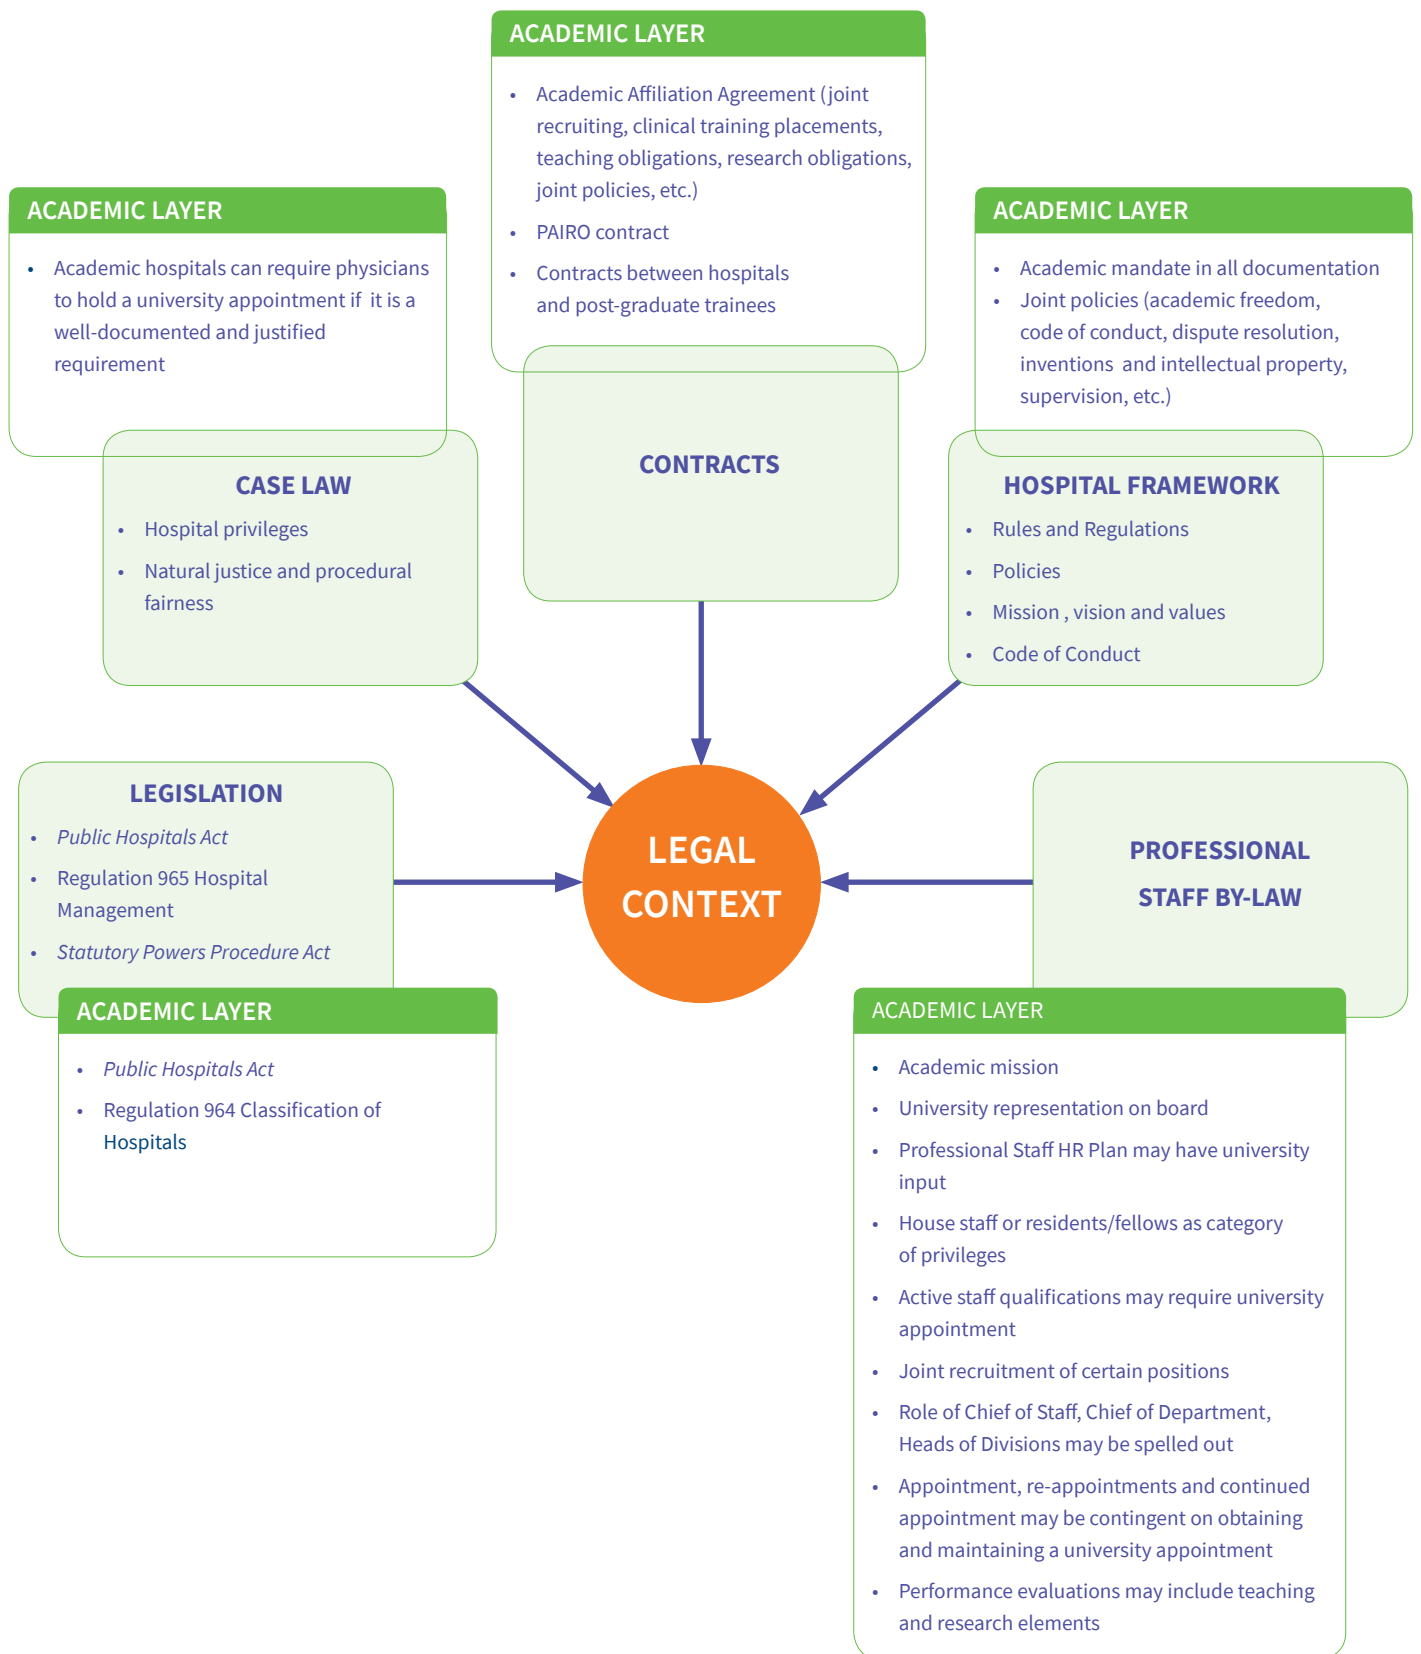 ACADEMIC LAYER
• Academic Affiliation Agreement (joint
recruiting, clinical training placements,
teaching obligations, research obligations,
joint policies, etc.)
• PAIRO contract
• Contracts between hospitals
and post-graduate trainees
CONTRACTS
ACADEMIC LAYER
• Academic hospitals can require physicians
to hold a university appointment if it is a
well-documented and justified
requirement
CASE LAW
• Hospital privileges
• Natural justice and procedural
fairness
ACADEMIC LAYER
• Academic mandate in all documentation
• Joint policies (academic freedom,
code of conduct, dispute resolution,
inventions and intellectual property,
supervision, etc.)
HOSPITAL FRAMEWORK
• Rules and Regulations
• Policies
• Mission , vision and values
• Code of Conduct
LEGISLATION
• Public Hospitals Act
• Regulation 965 Hospital
Management
• Statutory Powers Procedure Act
ACADEMIC LAYER
• Public Hospitals Act
• Regulation 964 Classification of
Hospitals
LEGAL
CONTEXT
PROFESSIONAL
STAFF BY-LAW
ACADEMIC LAYER
• Academic mission
• University representation on board
• Professional Staff HR Plan may have university
input
• House staff or residents/fellows as category
of privileges
• Active staff qualifications may require university
appointment
• Joint recruitment of certain positions
• Role of Chief of Staff, Chief of Department,
Heads of Divisions may be spelled out
• Appointment, re-appointments and continued
appointment may be contingent on obtaining
and maintaining a university appointment
• Performance evaluations may include teaching
and research elements